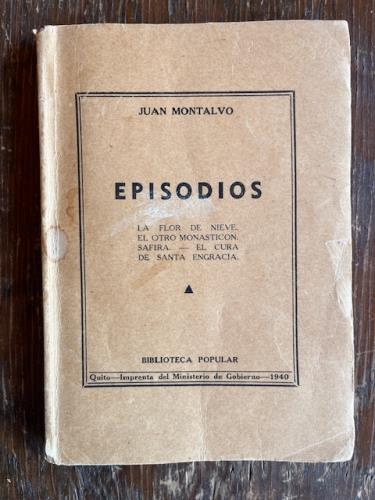 JUAN MONTALVO
EPISODIOS
LA FLOR DE NIEVE.
EL OTRO MONASTICON.
SAFIRA. — EL CURA
DE SANTA ENGRACIA.
BIBLIOTECA POPULAR
Quito—Imprenta del Ministerio de Gobierno—1940